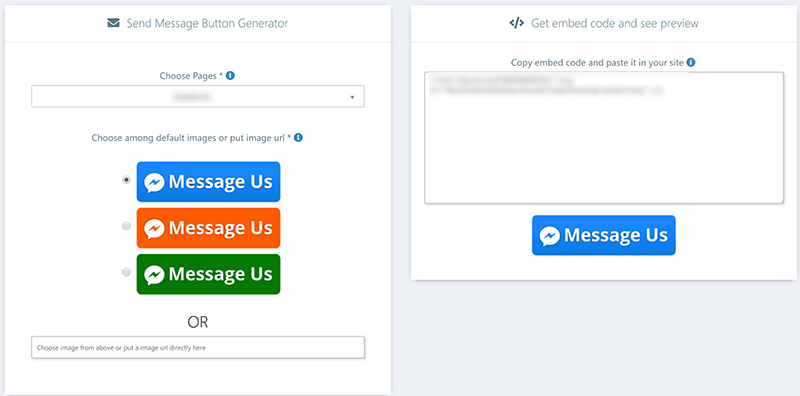 Send Message Button Generator
Choose Pages *
Choose among default images or put image url *
Message Us
Message Us
Message Us
OR
Choose image from above or put a image url directly here
Get embed code and see preview
Copy embed code and paste it in your site
Message Us